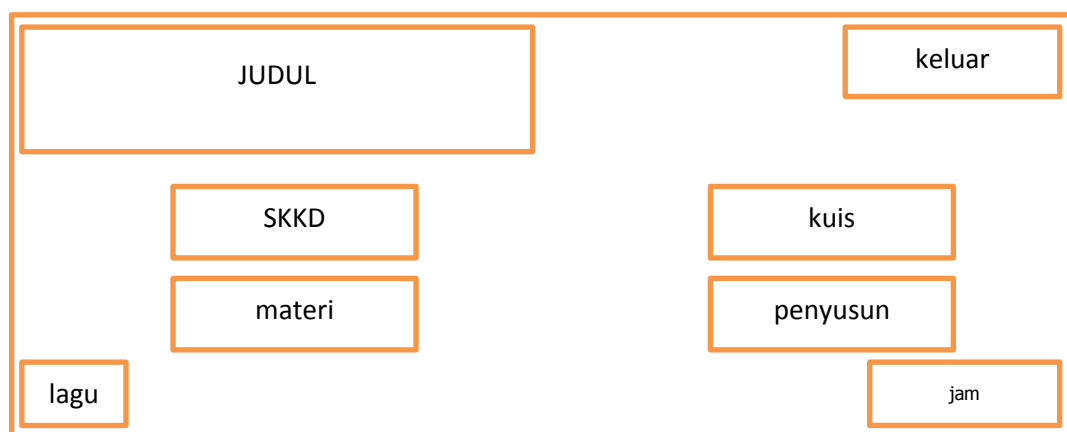 JUDUL
keluar
SKKD
kuis
materi
penyusun
lagu
jam